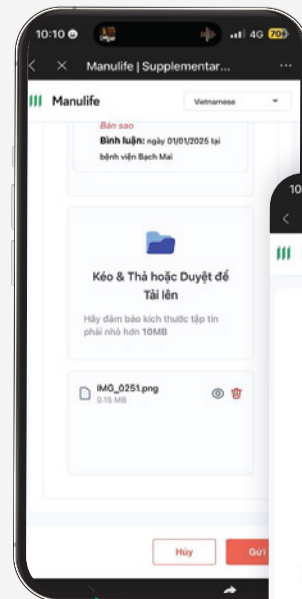 10:10
4G 70
Manulife | Supplementar...
Manulife
Vietnamese
Bản sao
Bình luận: ngày 01/01/2025 tại
bệnh viện Bạch Mai
Kéo & Thả hoặc Duyệt để
Tải lên
Hãy đảm bảo kích thước tập tin
phải nhỏ hơn 10MB
IMG_0251.png
0.15 MB
Hủy
Gửi
10